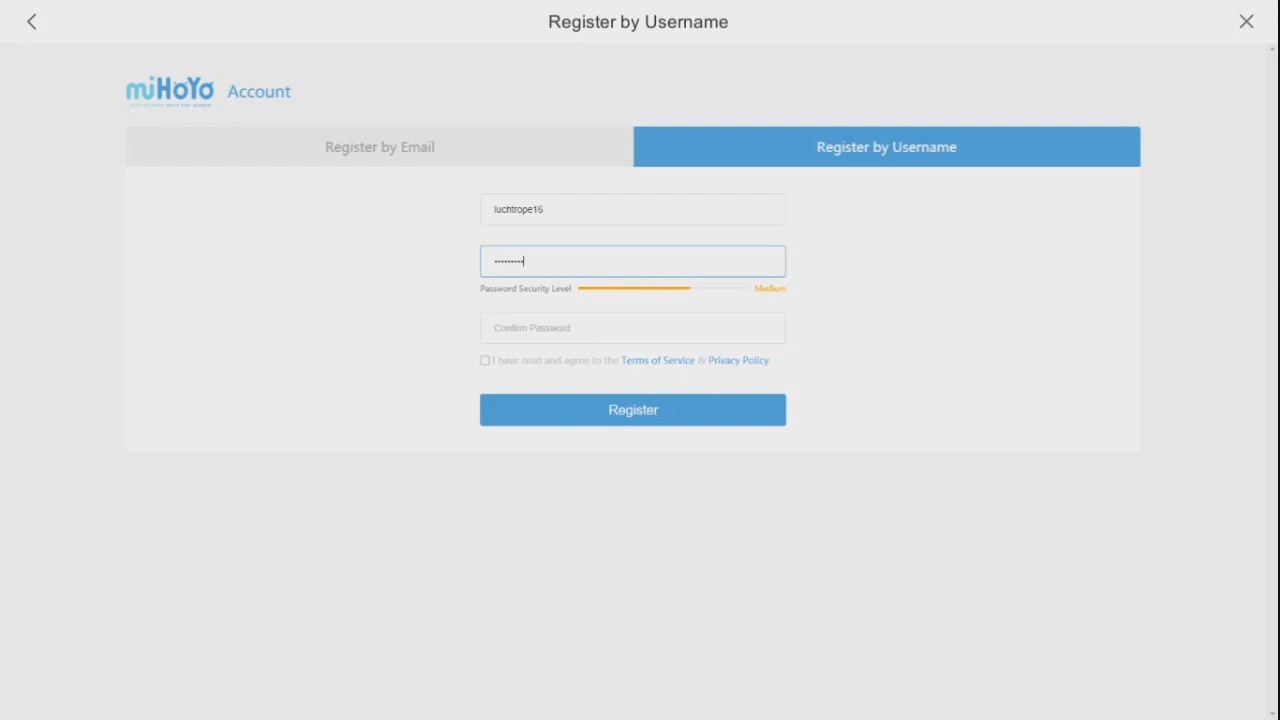 Register by Username
miHoYo Account
Register by Email
Register by Username
luchtrope16
•••••••••
Password Security Level Medium
Confirm Password
I have read and agree to the Terms of Service & Privacy Policy
Register